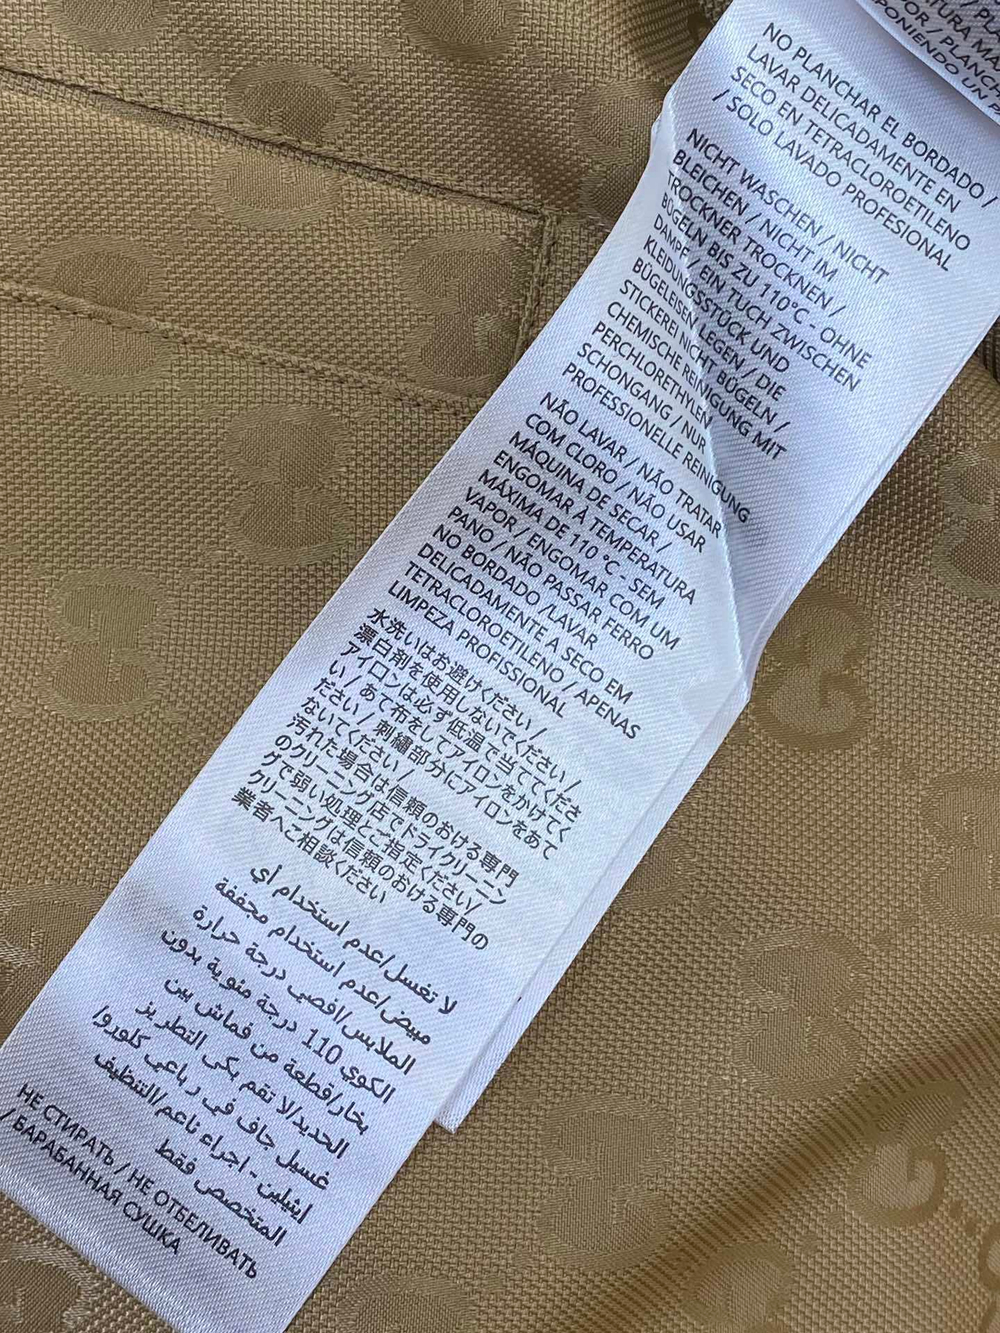 ATURA MÁ
POR / PLANCH
PONIENDO UN P
NO PLANCHAR EL BORDADO /
LAVAR DELICADAMENTE EN
SECO EN TETRACLOROETILENO
/ SOLO LAVADO PROFESIONAL
NICHT WASCHEN / NICHT
BLEICHEN / NICHT IM
TROCKNER TROCKNEN /
BÜGELN BIS ZU 110°C - OHNE
DAMPF / EIN TUCH ZWISCHEN
KLEIDUNGSSTÜCK UND
BÜGELEISEN LEGEN / DIE
STICKEREI NICHT BÜGELN /
CHEMISCHE REINIGUNG MIT
PERCHLORETHYLEN
SCHONGANG / NUR
PROFESSIONELLE REINIGUNG
NÃO LAVAR / NÃO TRATAR
COM CLORO / NÃO USAR
MÁQUINA DE SECAR /
ENGOMAR À TEMPERATURA
MÁXIMA DE 110 °C - SEM
VAPOR / ENGOMAR COM UM
PANO / NÃO PASSAR FERRO
NO BORDADO /LAVAR
DELICADAMENTE A SECO EM
TETRACLOROETILENO / APENAS
LIMPEZA PROFISSIONAL
水洗いはお避けください /
漂白剤を使用しないでください /
アイロンは必ず低温で当ててくださ
い / あて布をしてアイロンをかけてく
ださい / 刺繍部分にアイロンをあて
ないでください /
汚れた場合は信頼のおける専門
のクリーニング店でドライクリーニン
グで弱い処理とご指定ください/
クリーニングは信頼のおける専門の
業者へご相談ください
لا تغسل/عدم استخدام أي
مبيض/عدم استخدام مجففة
الملابس/اقصي درجة حرارة
الكوي 110 درجة مئوية بدون
بخار/قطعة من قماش بين
الحديد/لا تقم بكى التطريز
غسيل جاف في رباعي كلورو/
إيثيلين - اجراء ناعم/التنظيف
المتخصص فقط
НЕ СТИРАТЬ / НЕ ОТБЕЛИВАТЬ
/ БАРАБАННАЯ СУШКА